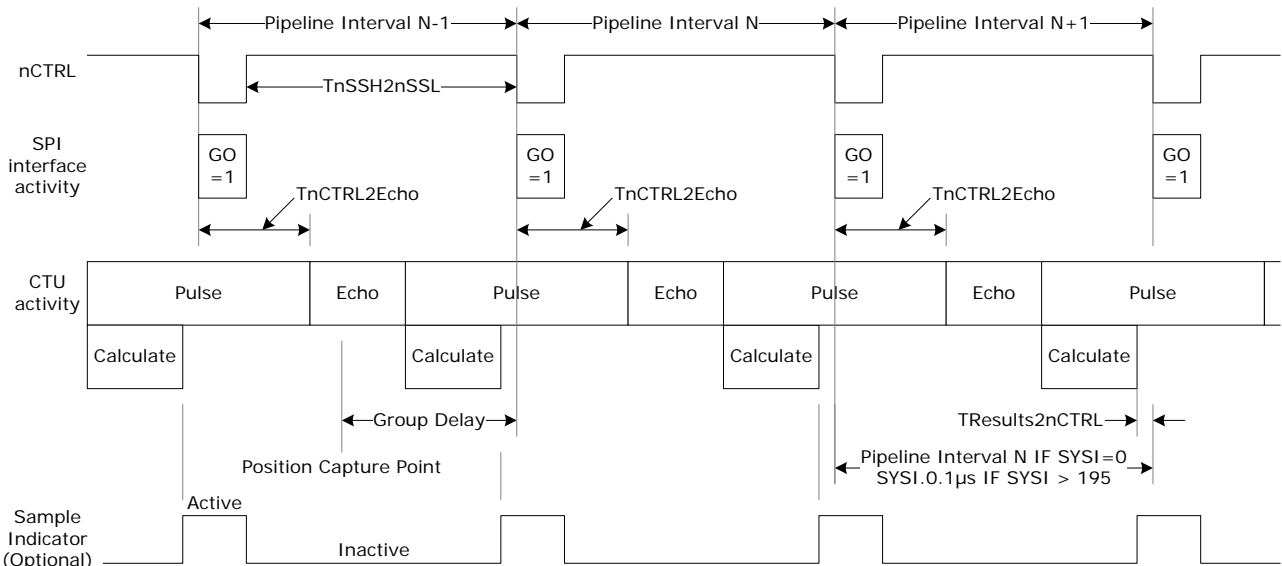 Pipeline Interval N-1
Pipeline Interval N
Pipeline Interval N+1
nCTRL
TnSSH2nSSL
SPI
interface
activity
GO
=1
GO
=1
GO
=1
GO
=1
TnCTRL2Echo
TnCTRL2Echo
TnCTRL2Echo
CTU
activity
Pulse
Echo
Pulse
Echo
Pulse
Echo
Pulse
Calculate
Calculate
Calculate
Calculate
Group Delay
TResults2nCTRL
Position Capture Point
Pipeline Interval N IF SYSI=0
SYSI.0.1µs IF SYSI > 195
Sample
Indicator
(Optional)
Active
Inactive